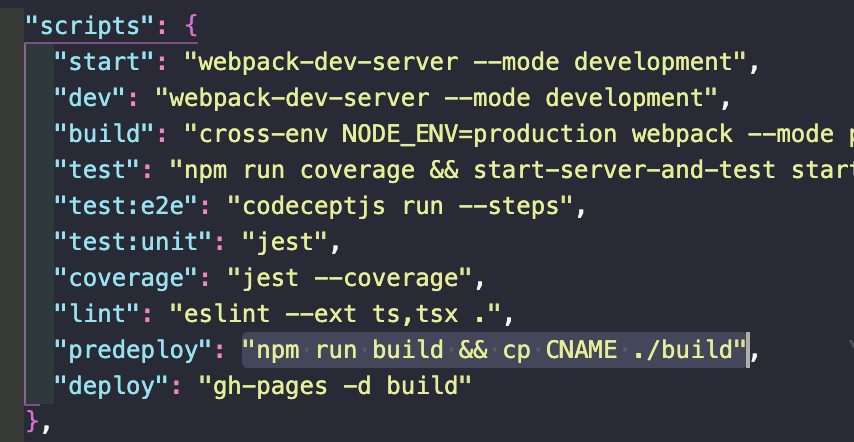 "scripts": {
"start": "webpack-dev-server --mode development",
"dev": "webpack-dev-server --mode development",
"build": "cross-env NODE_ENV=production webpack --mode
"test": "npm run coverage && start-server-and-test star
"test:e2e": "codeceptjs run --steps",
"test:unit": "jest",
"coverage": "jest --coverage",
"lint": "eslint --ext ts,tsx .",
"predeploy": "npm run build && cp CNAME ./build",
"deploy": "gh-pages -d build"
},